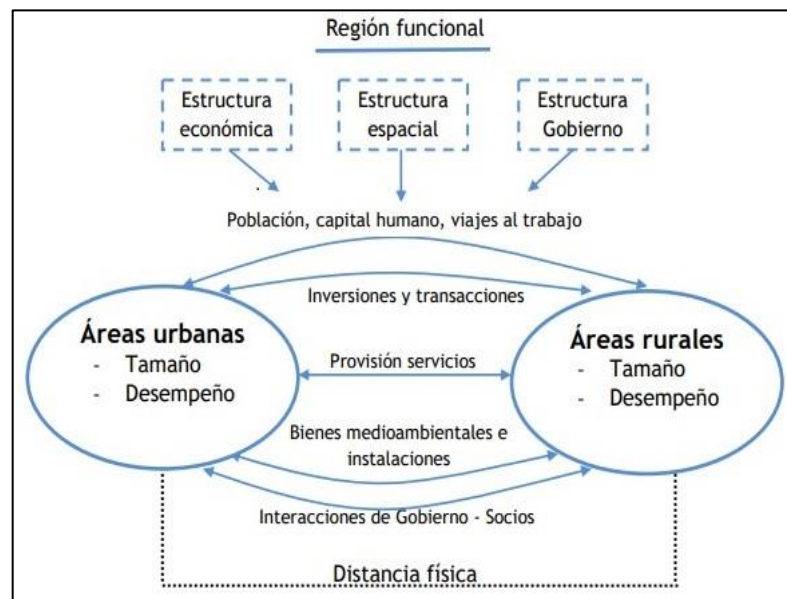 Región funcional
Estructura
económica
Estructura
espacial
Estructura
Gobierno
Población, capital humano, viajes al trabajo
Inversiones y transacciones
Áreas urbanas
- Tamaño
- Desempeño
Provisión servicios
Áreas rurales
- Tamaño
- Desempeño
Bienes medioambientales e
instalaciones
Interacciones de Gobierno - Socios
Distancia física